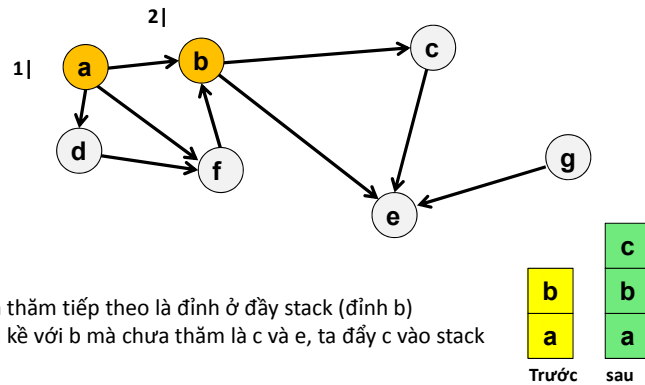 2|
1|
a
b
c
d
f
g
e
thăm tiếp theo là đỉnh ở đầy stack (đỉnh b)
kề với b mà chưa thăm là c và e, ta đẩy c vào stack
c
b
b
a
a
Trước
sau